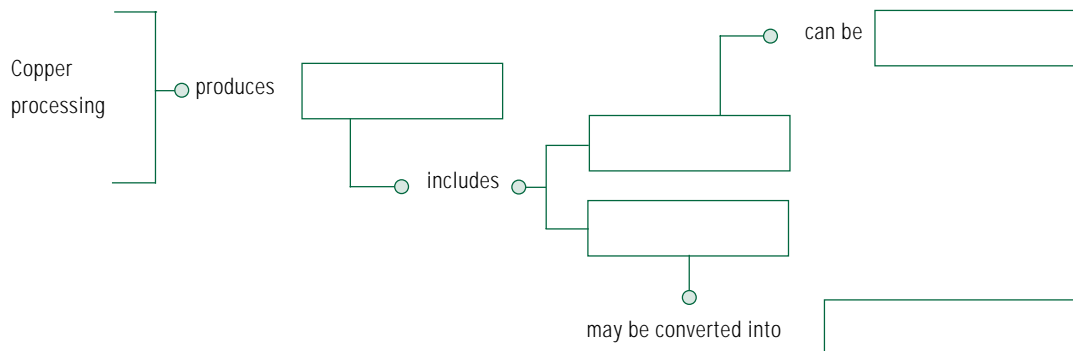 can be
Copper
processing
produces
includes
may be converted into